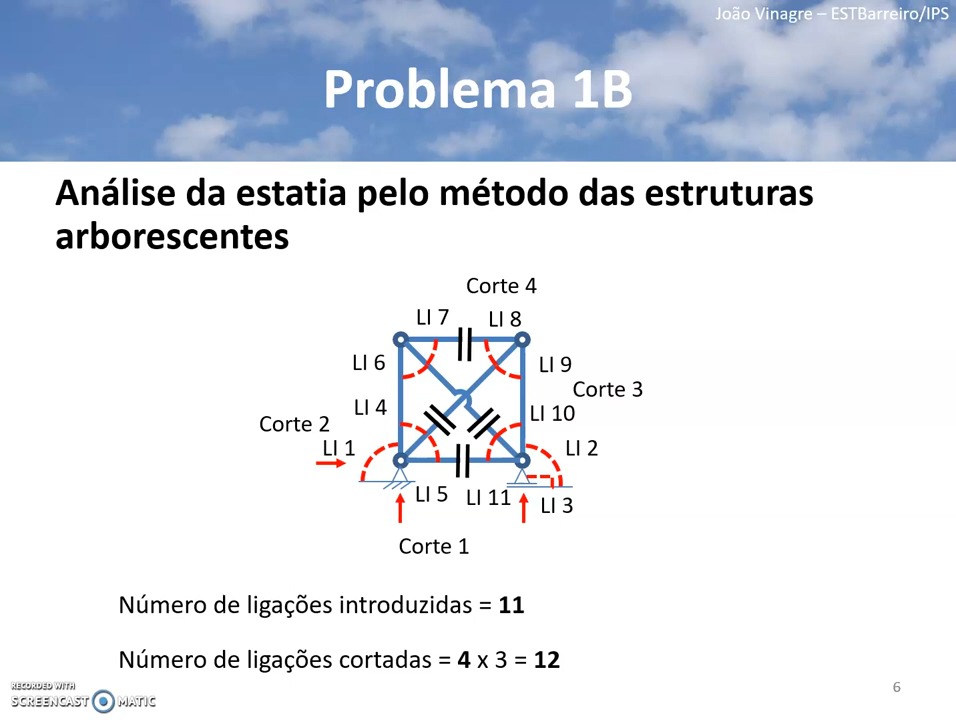 João Vinagre – ESTBarreiro/IPS
Problema 1B
Análise da estatia pelo método das estruturas
arborescentes
Corte 4
LI 7
LI 8
LI 6
LI 9
Corte 3
LI 4
LI 10
Corte 2
LI 1
LI 2
LI 5
LI 11
LI 3
Corte 1
Número de ligações introduzidas = 11
Número de ligações cortadas = 4 x 3 = 12
RECORDED WITH
SCREENCAST MATIC
6